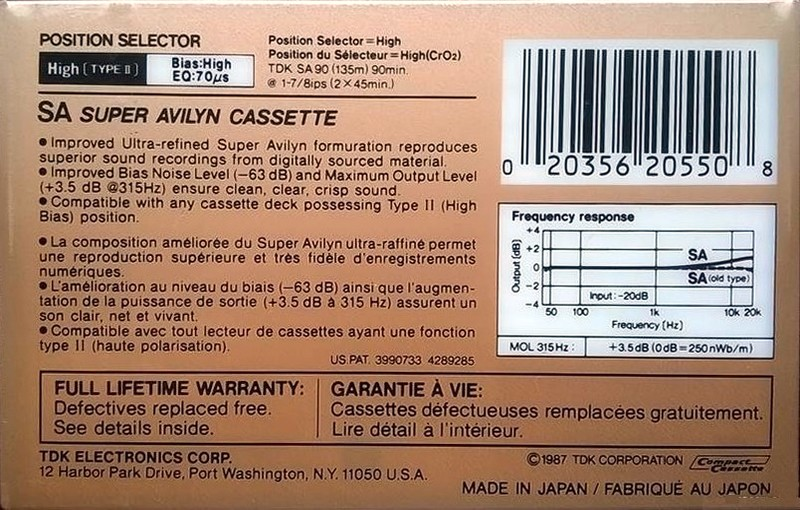 POSITION SELECTOR
High [TYPE II]
Bias:High
EQ:70μs
Position Selector=High
Position du Sélecteur=High(CrO2)
TDK SA90 (135m) 90min.
@ 1-7/8ips (2×45min.)
SA SUPER AVILYN CASSETTE
● Improved Ultra-refined Super Avilyn formuration reproduces
superior sound recordings from digitally sourced material.
● Improved Bias Noise Level (−63 dB) and Maximum Output Level
(+3.5 dB @315Hz) ensure clean, clear, crisp sound.
● Compatible with any cassette deck possessing Type II (High
Bias) position.
● La composition améliorée du Super Avilyn ultra-raffiné permet
une reproduction supérieure et très fidèle d'enregistrements
numériques.
● L'amélioration au niveau du biais (−63 dB) ainsi que l'augmen-
tation de la puissance de sortie (+3.5 dB à 315 Hz) assurent un
son clair, net et vivant.
● Compatible avec tout lecteur de cassettes ayant une fonction
type II (haute polarisation).
US.PAT. 3990733 4289285
0 20356 20550 8
Frequency response
Output (dB)
+4
+2
0
−2
−4
SA
SA (old type)
Input:-20dB
50 100 1k 10k 20k
Frequency (Hz)
MOL 315Hz: +3.5dB (0dB=250nWb/m)
FULL LIFETIME WARRANTY:
Defectives replaced free.
See details inside.
GARANTIE À VIE:
Cassettes défectueuses remplacées gratuitement.
Lire détail à l'intérieur.
TDK ELECTRONICS CORP.
12 Harbor Park Drive, Port Washington, N.Y. 11050 U.S.A.
©1987 TDK CORPORATION
Compact
Cassette
MADE IN JAPAN / FABRIQUÉ AU JAPON